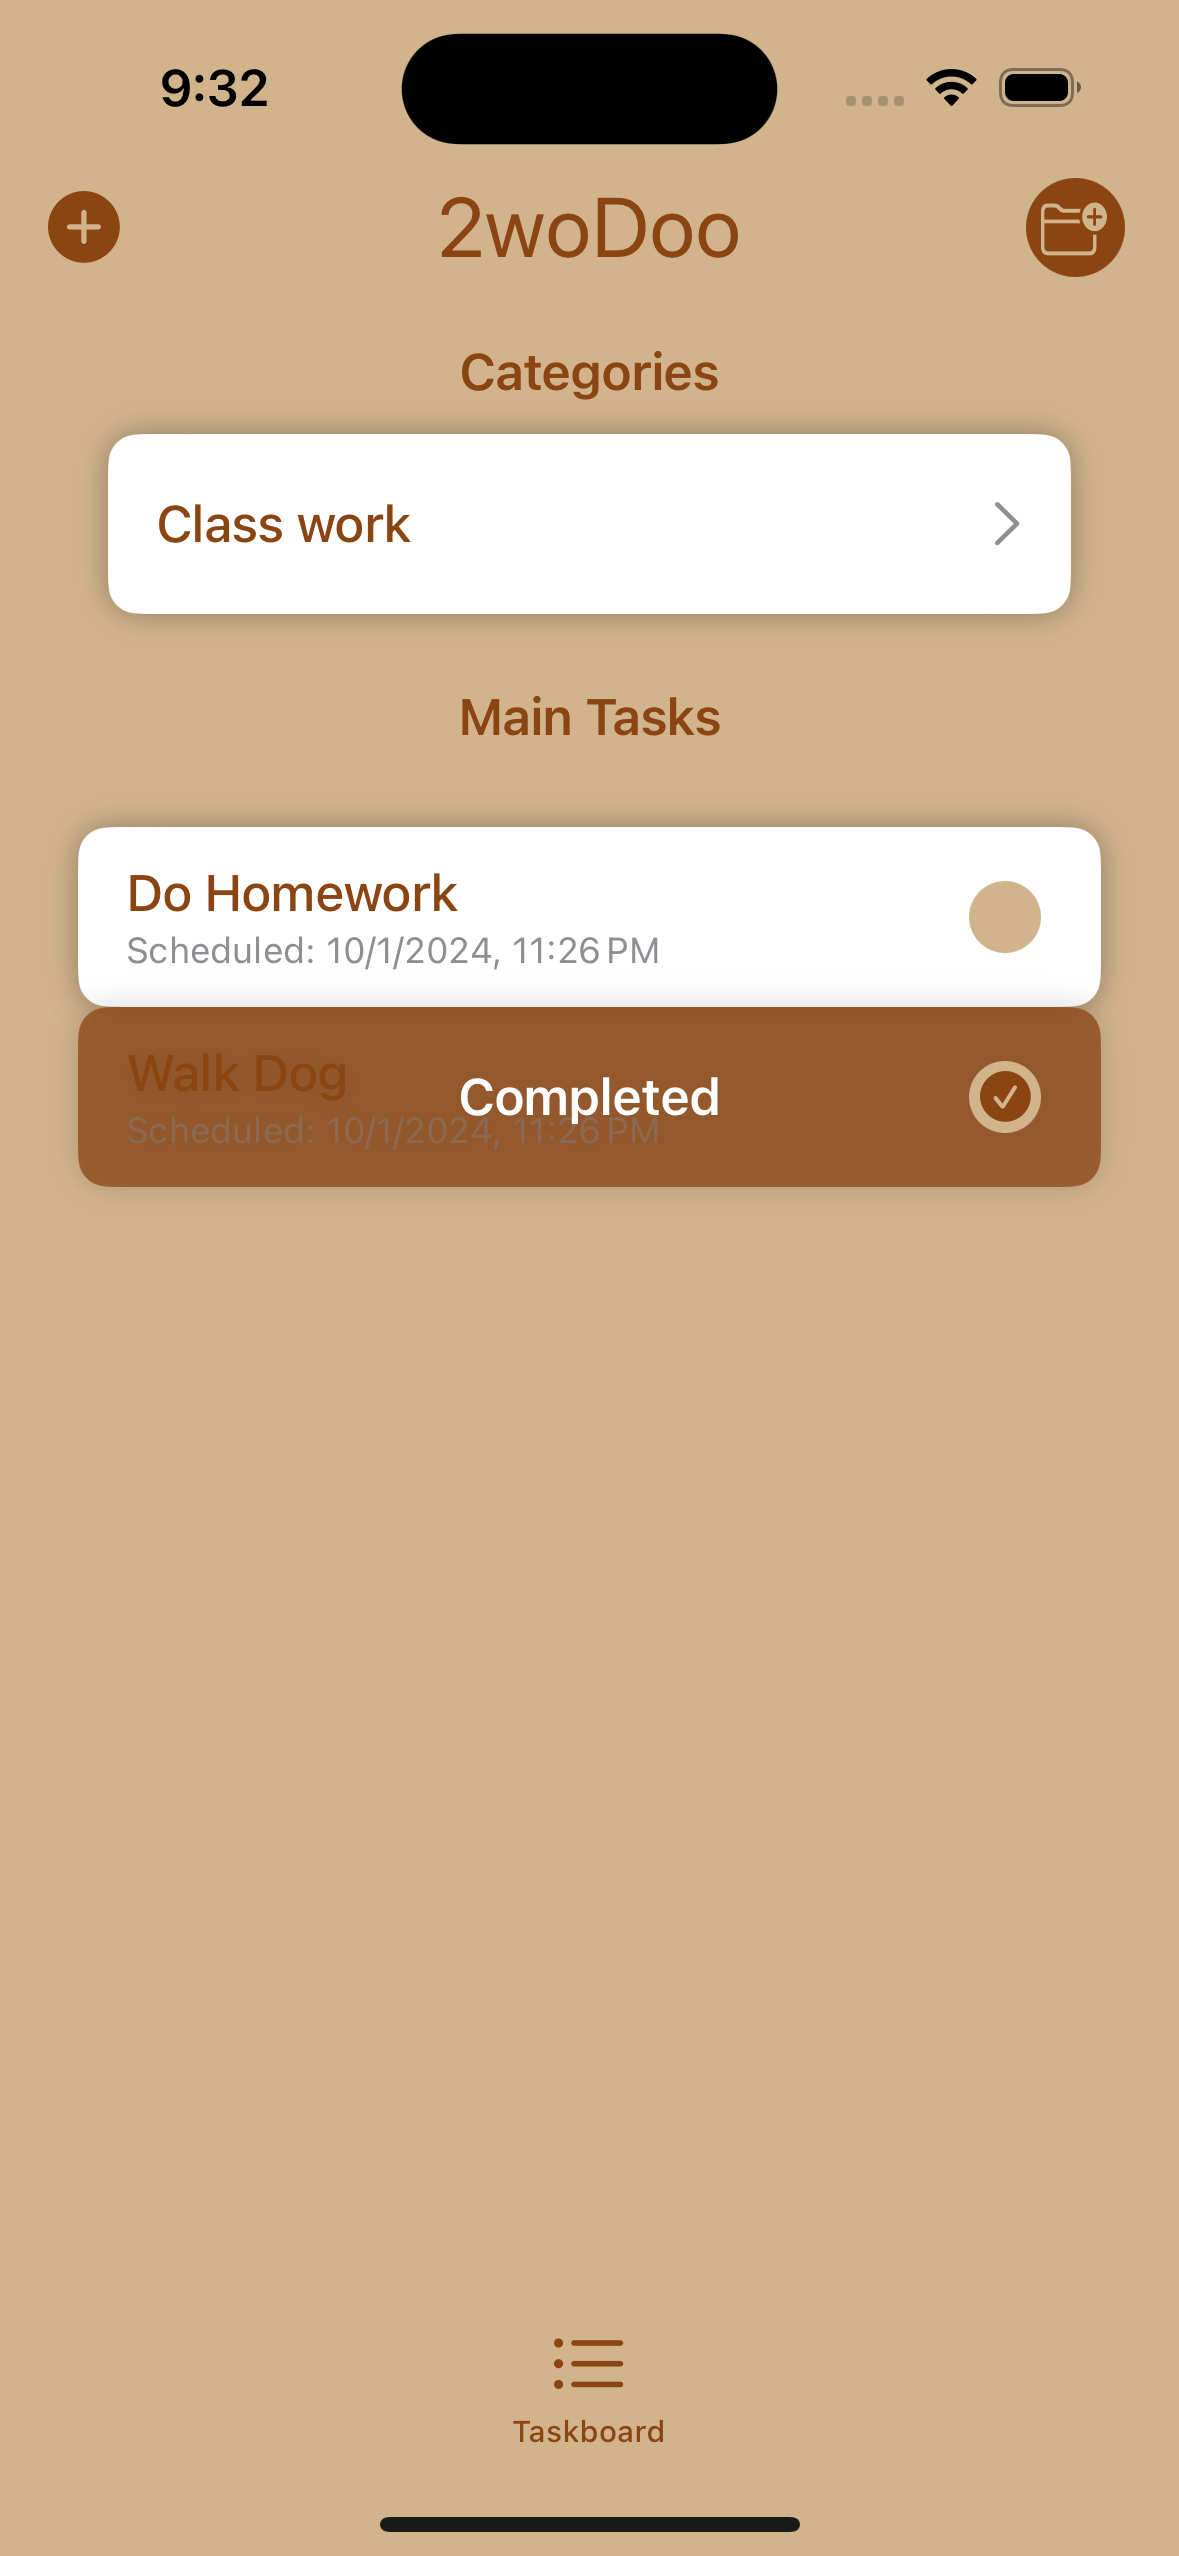 9:32
2woDoo
Categories
Class work
Main Tasks
Do Homework
Scheduled: 10/1/2024, 11:26 PM
Walk Dog
Completed
Scheduled: 10/1/2024, 11:26 PM
Taskboard